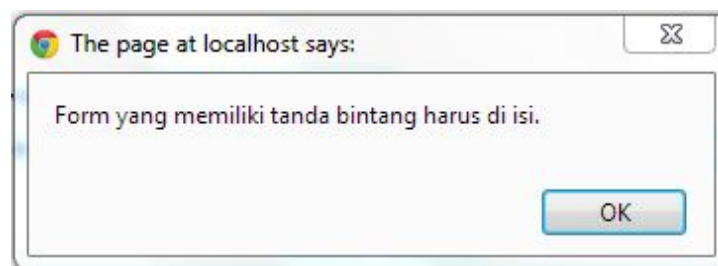 The page at localhost says:
Form yang memiliki tanda bintang harus di isi.
OK